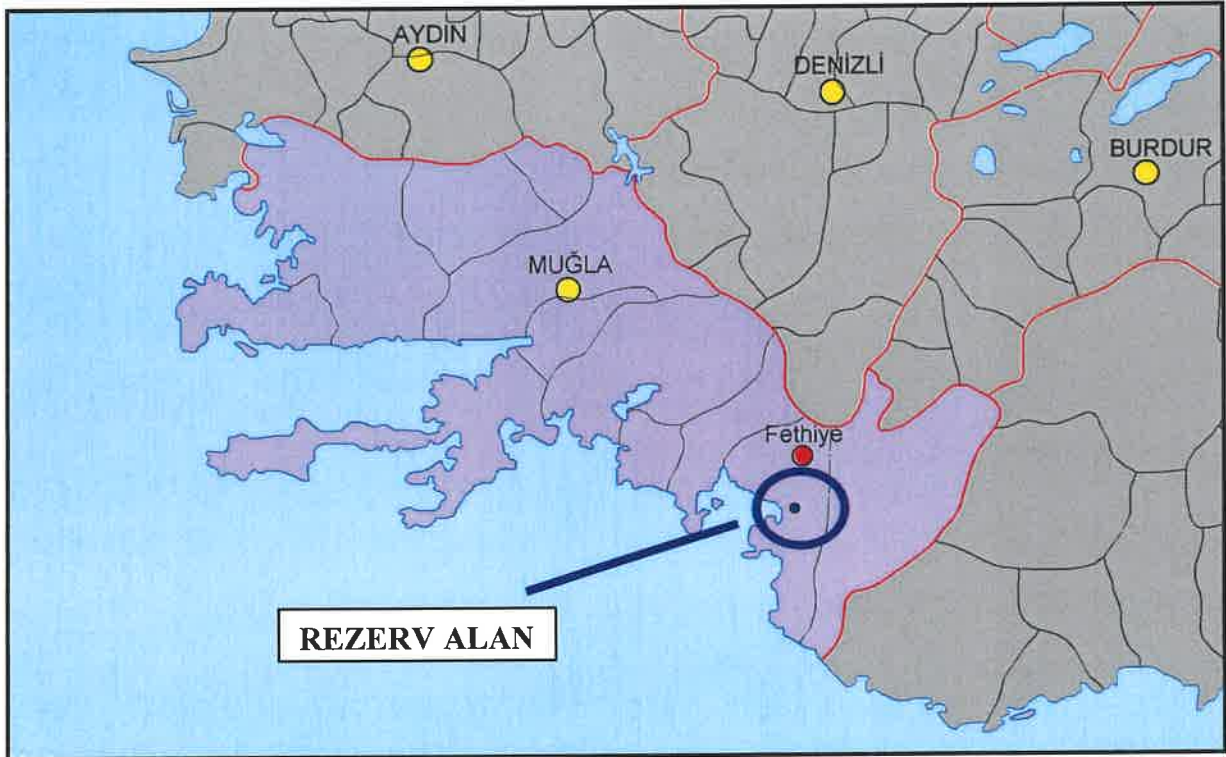 AYDIN
DENİZLİ
BURDUR
MUĞLA
Fethiye
REZERV ALAN